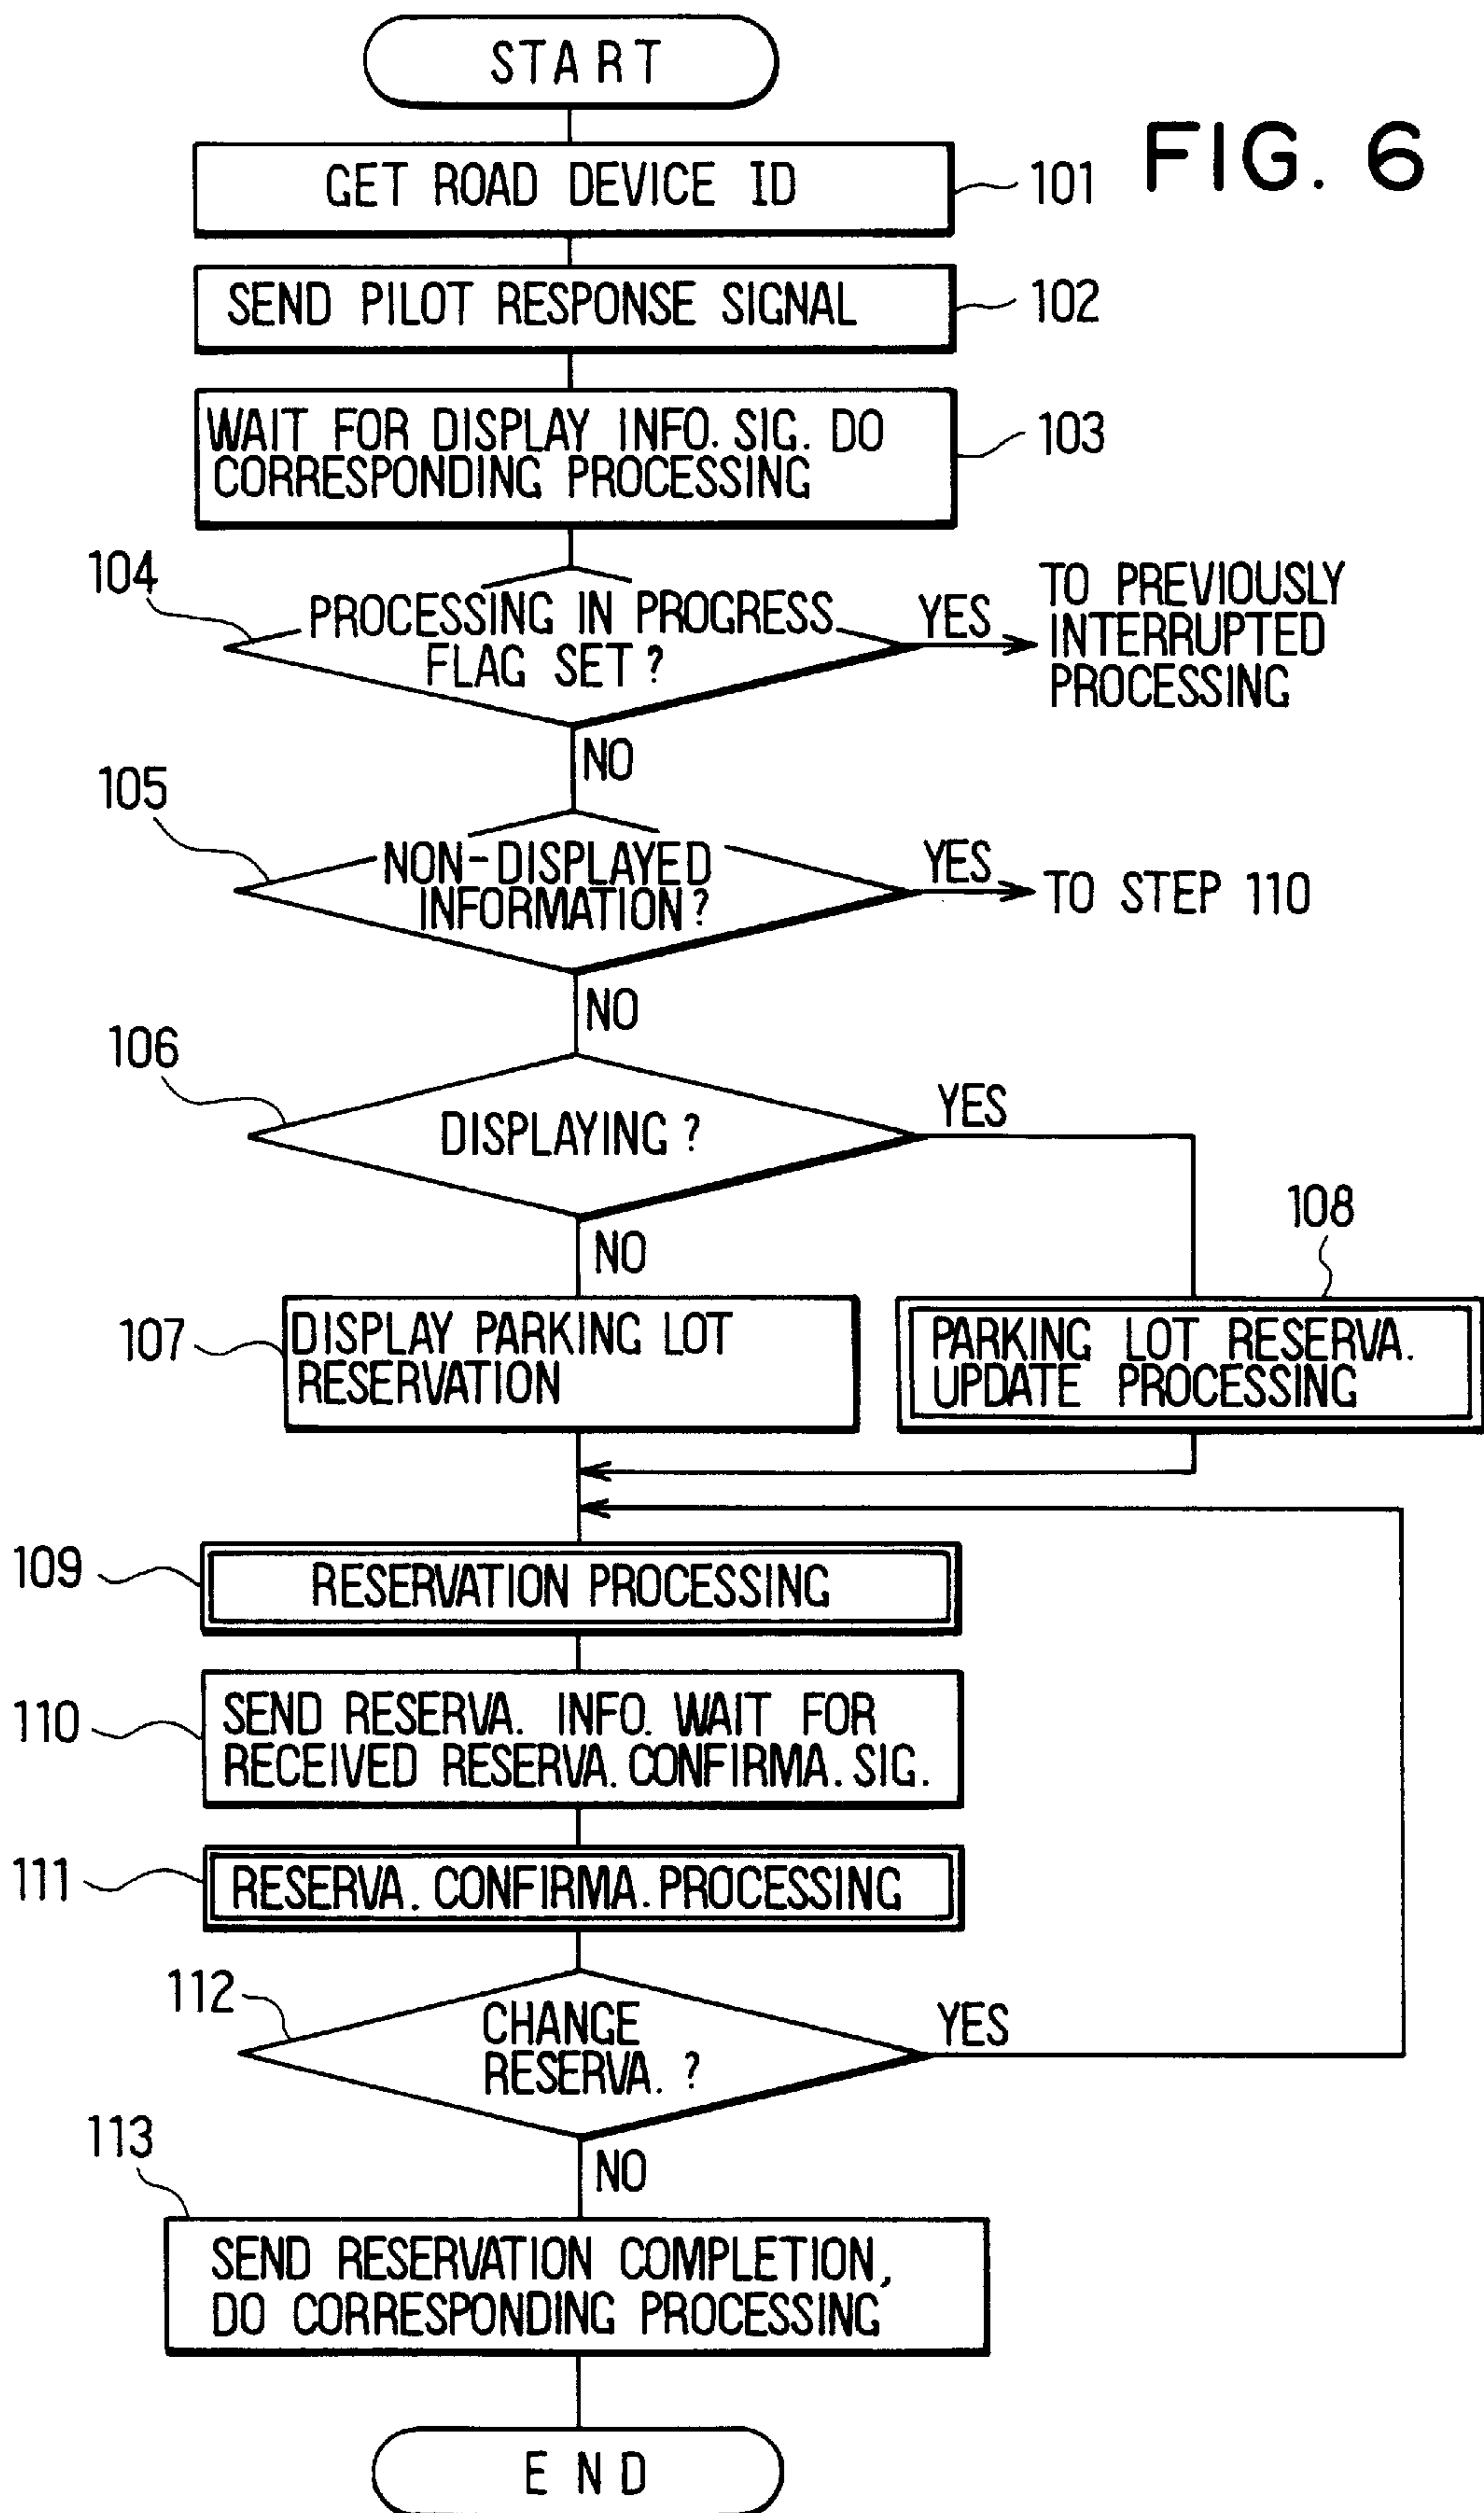 START
FIG. 6
GET ROAD DEVICE ID
101
SEND PILOT RESPONSE SIGNAL
102
WAIT FOR DISPLAY INFO. SIG. DO
CORRESPONDING PROCESSING
103
104
PROCESSING IN PROGRESS
FLAG SET ?
YES
TO PREVIOUSLY
INTERRUPTED
PROCESSING
NO
105
NON-DISPLAYED
INFORMATION ?
YES
TO STEP 110
NO
106
DISPLAYING ?
YES
NO
108
107
DISPLAY PARKING LOT
RESERVATION
PARKING LOT RESERVA.
UPDATE PROCESSING
109
RESERVATION PROCESSING
110
SEND RESERVA. INFO. WAIT FOR
RECEIVED RESERVA. CONFIRMA. SIG.
111
RESERVA. CONFIRMA. PROCESSING
112
CHANGE
RESERVA. ?
YES
NO
113
SEND RESERVATION COMPLETION,
DO CORRESPONDING PROCESSING
END